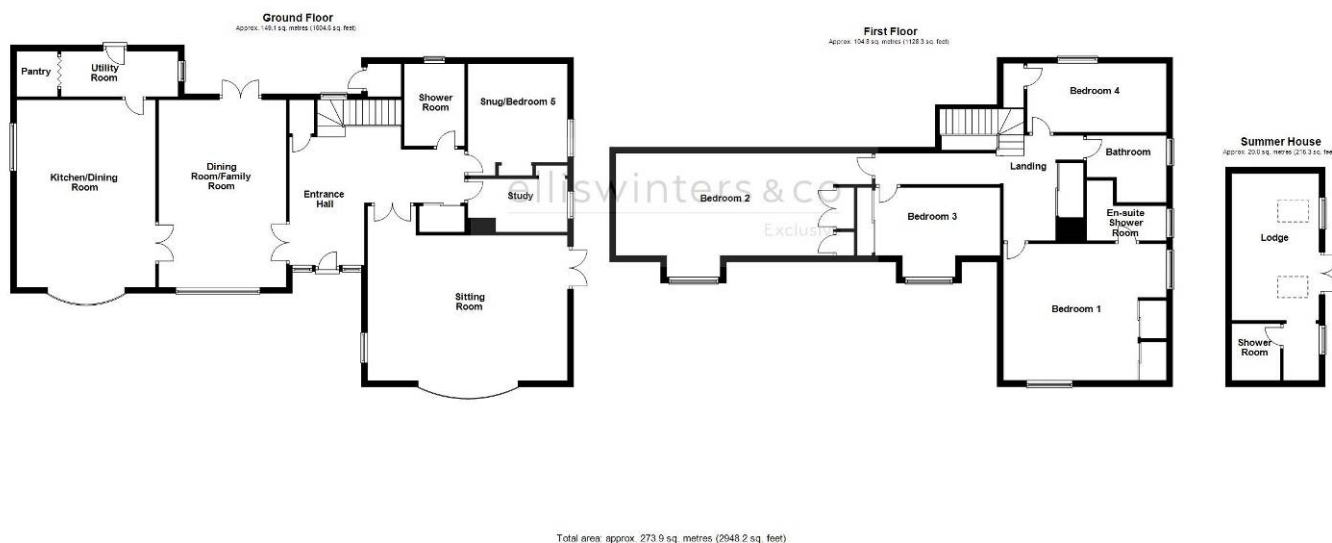 Ground Floor
Approx. 149.1 sq. metres (1604.6 sq. feet)
Pantry
Utility
Room
Shower
Room
Snug/Bedroom 5
Kitchen/Dining
Room
Dining
Room/Family
Room
Entrance
Hall
Study
Sitting
Room
First Floor
Approx. 104.8 sq. metres (1128.3 sq. feet)
Bedroom 4
Landing
Bathroom
Bedroom 2
Bedroom 3
En-suite
Shower
Room
Bedroom 1
Summer House
Approx. 20.0 sq. metres (216.3 sq. feet)
Lodge
Shower
Room
elliswinters & co
Exclusiv
Total area: approx. 273.9 sq. metres (2948.2 sq. feet)